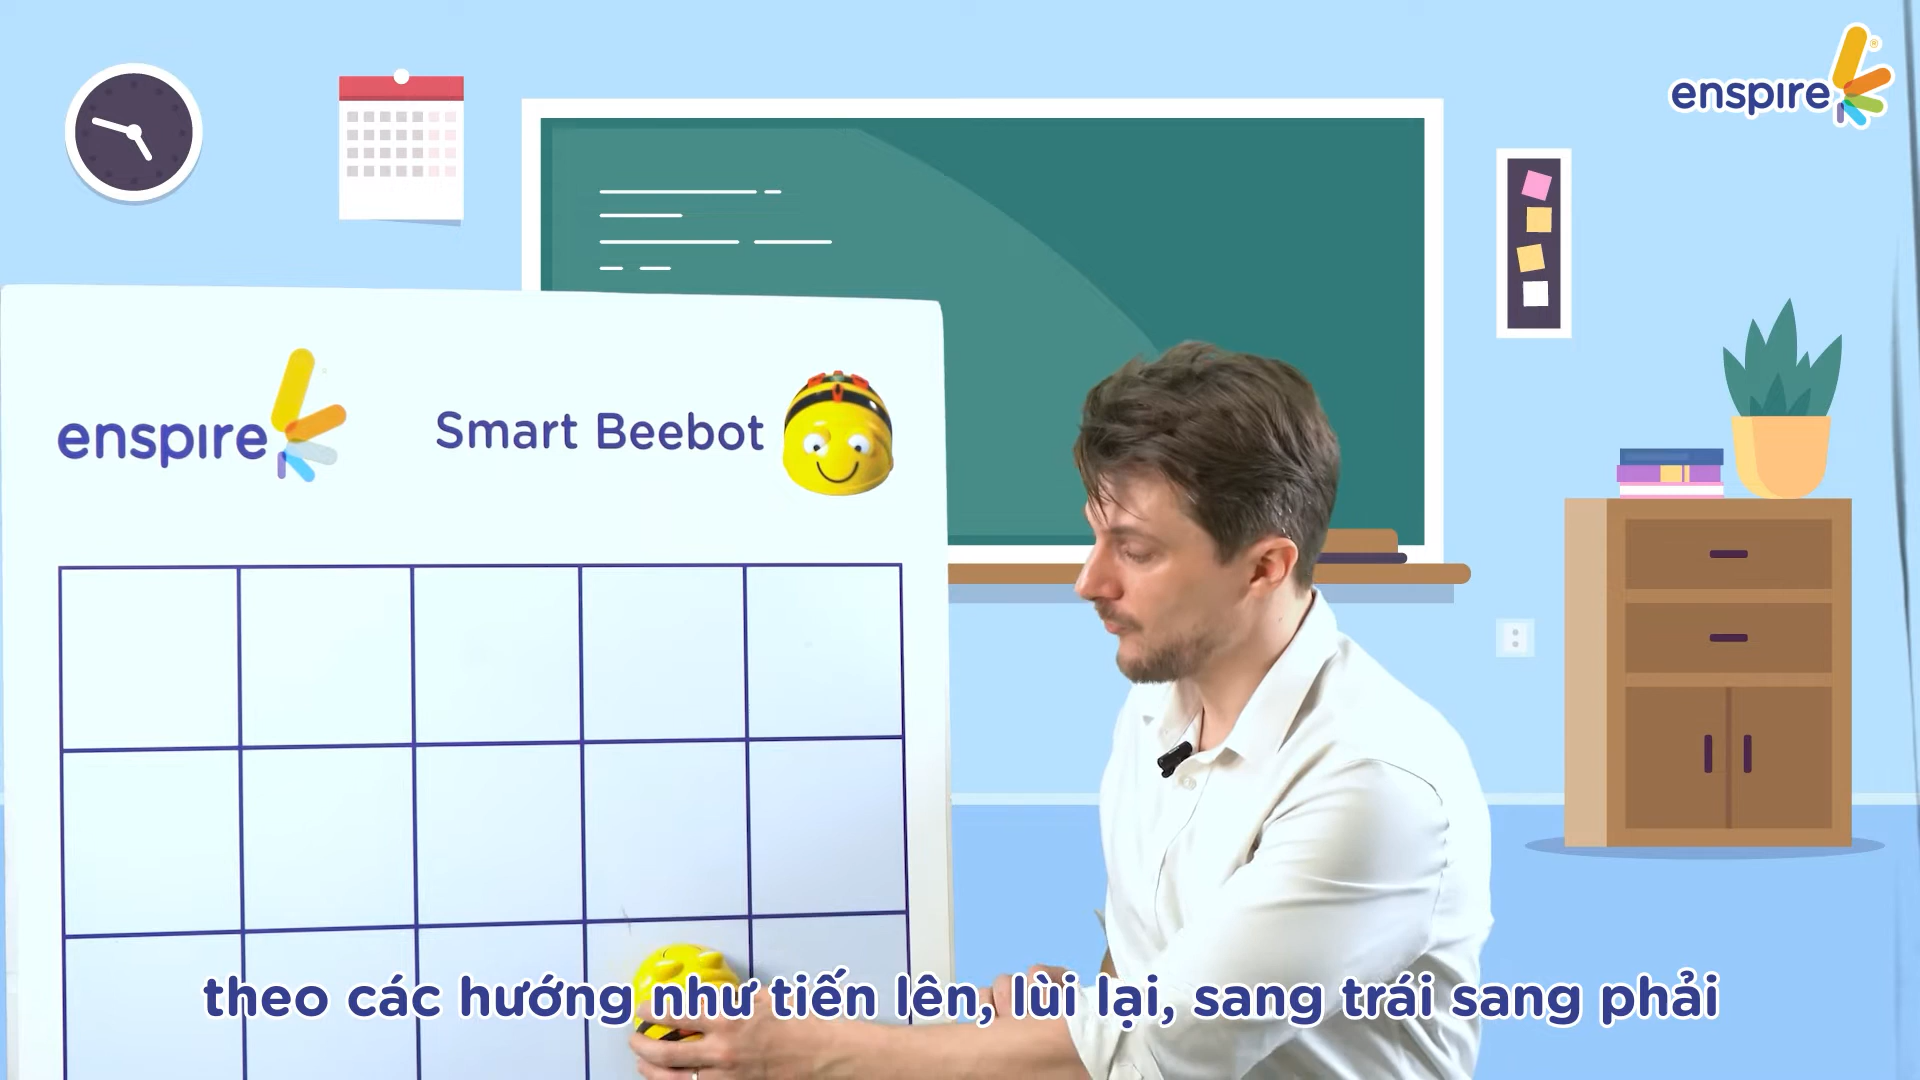 enspire
enspire
Smart Beebot
theo các hướng như tiến lên, lùi lại, sang trái sang phải